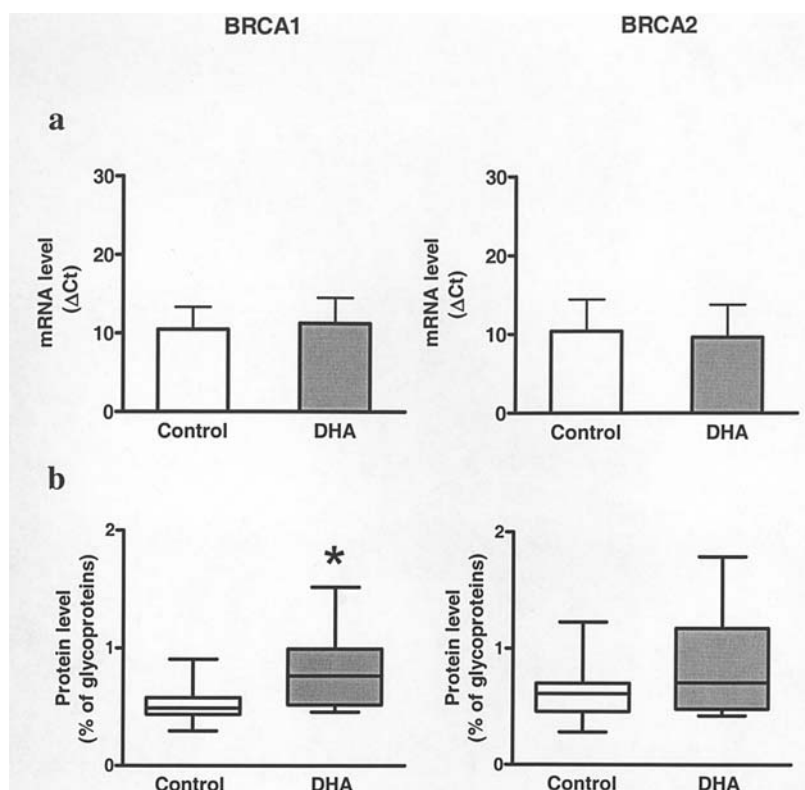 BRCA1 BRCA2
a
mRNA level
(ΔCt)
30
20
10
0
Control DHA
mRNA level
(ΔCt)
30
20
10
0
Control DHA
b
Protein level
(% of glycoproteins)
2
1
0
*
Control DHA
Protein level
(% of glycoproteins)
2
1
0
Control DHA